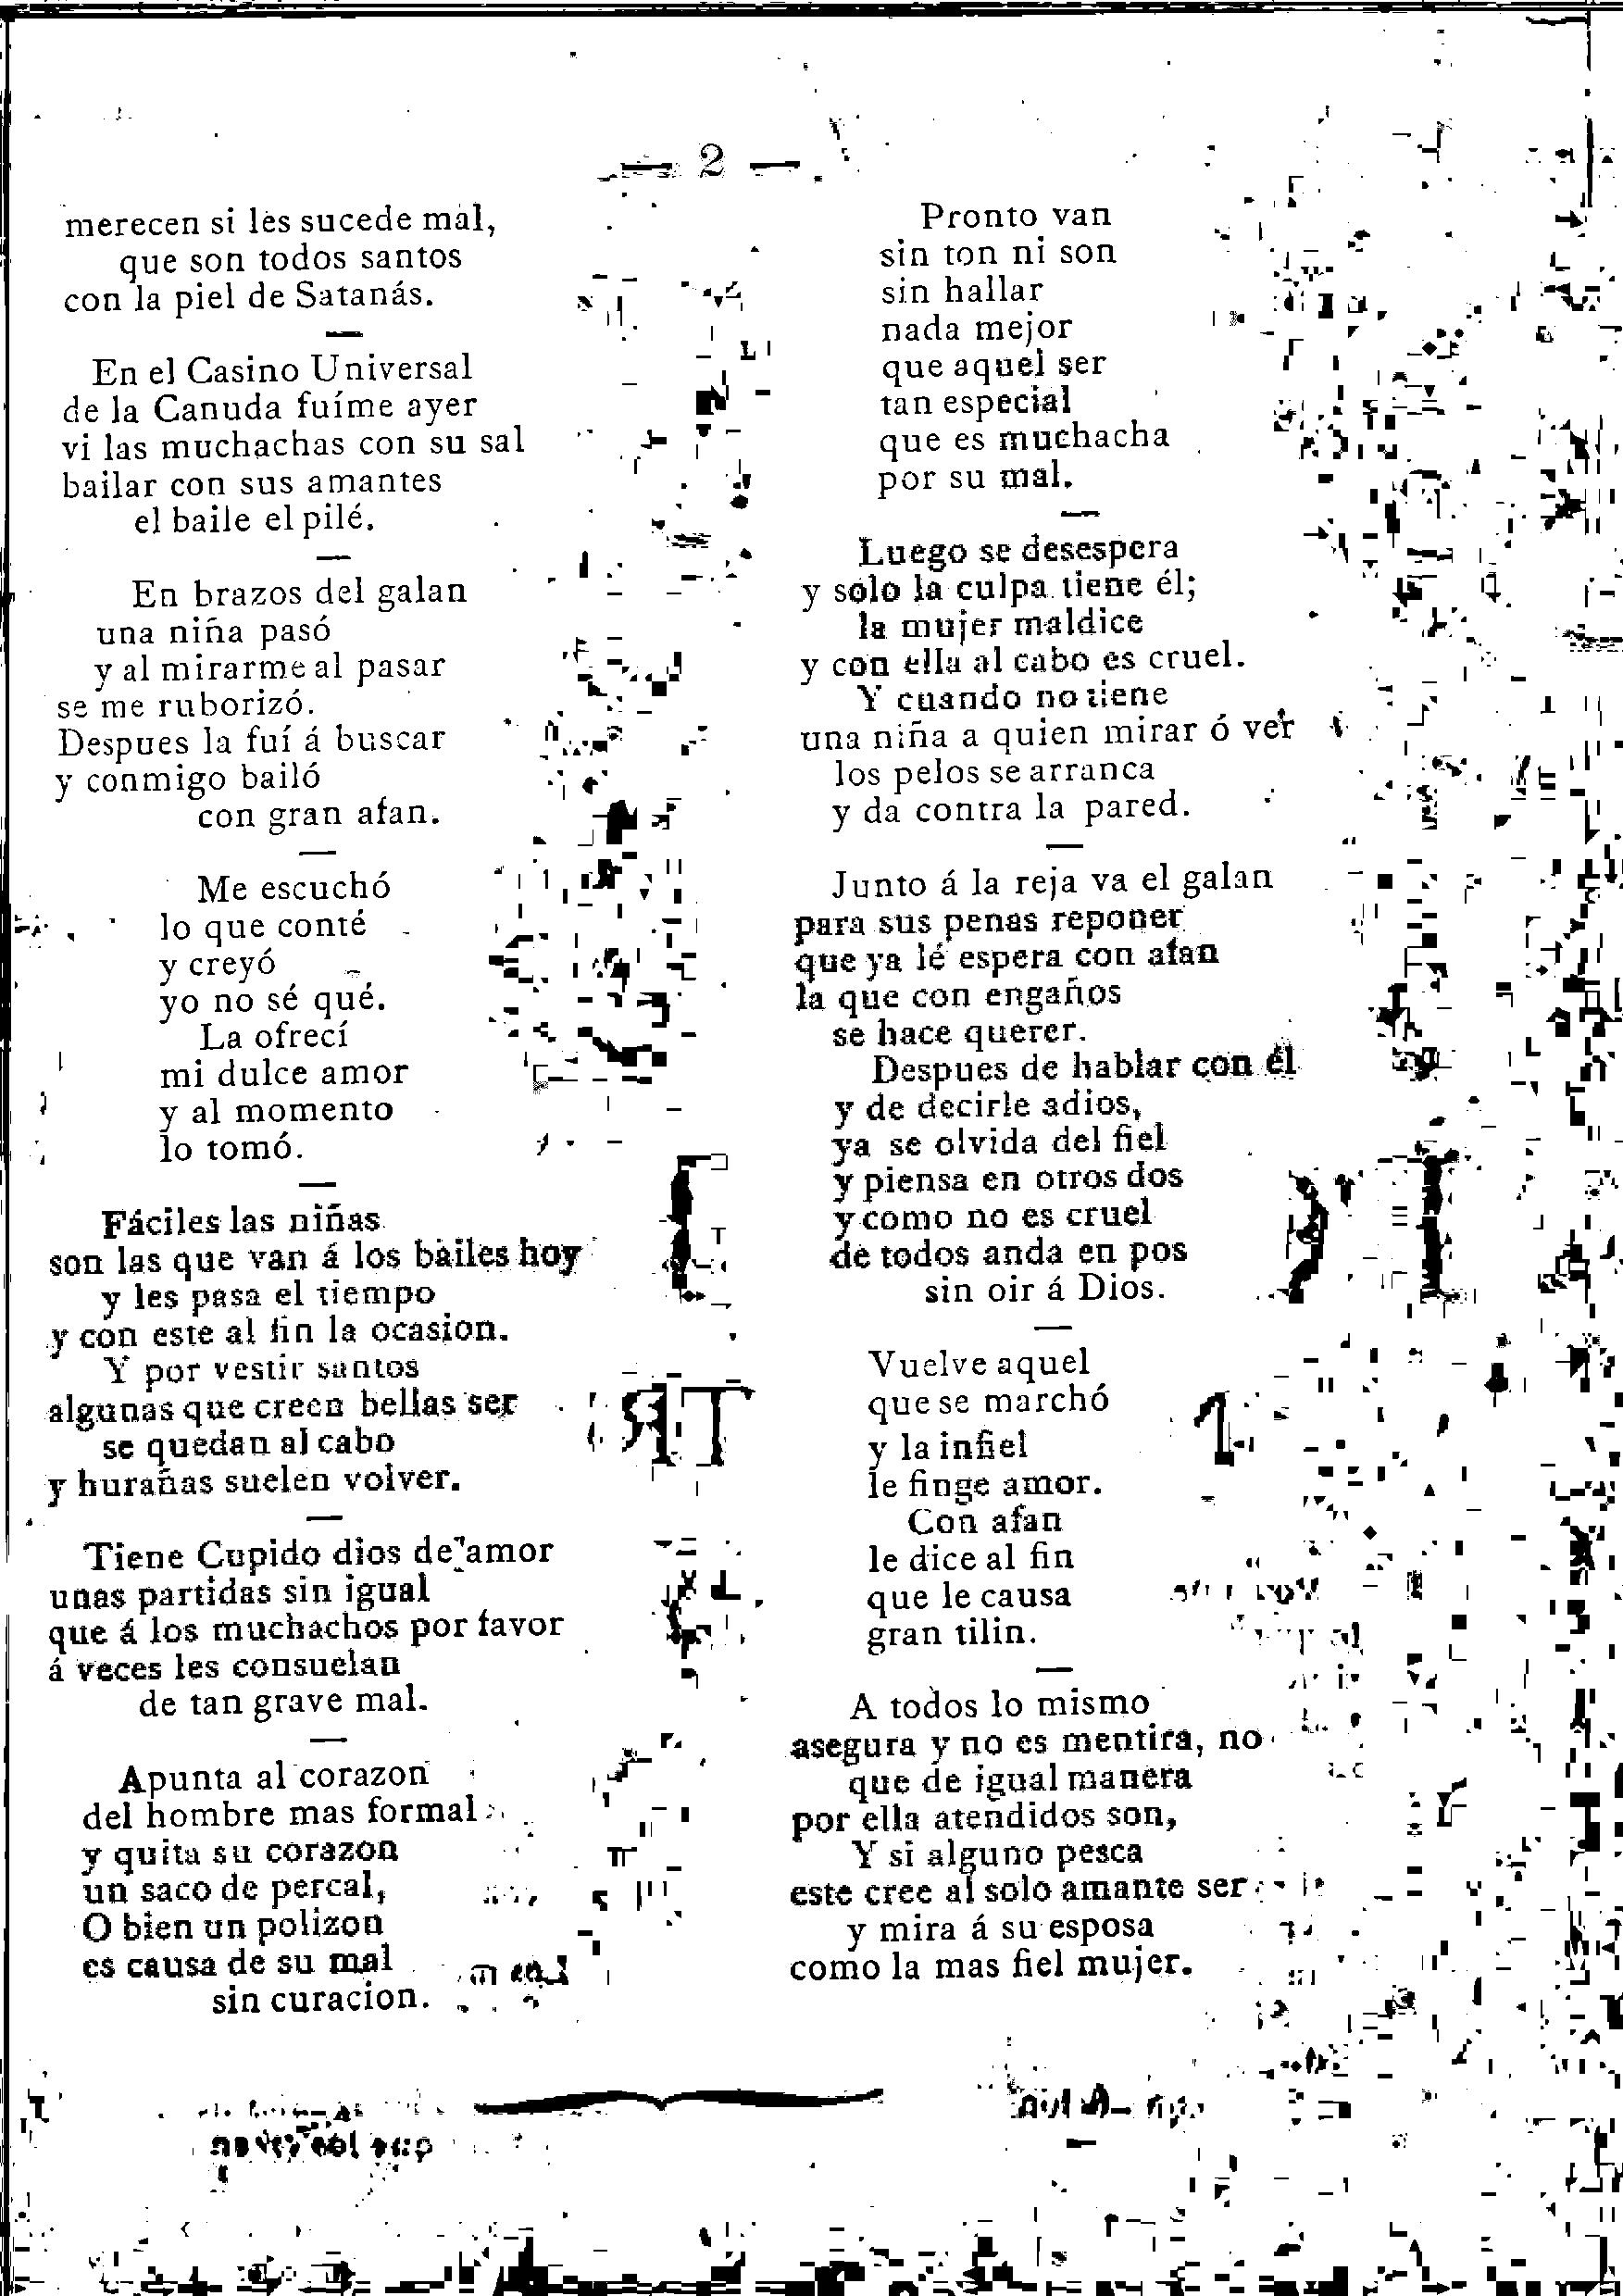 — 2 —
merecen si les sucede mal,
que son todos santos
con la piel de Satanás.
—
En el Casino Universal
de la Canuda fuíme ayer
vi las muchachas con su sal
bailar con sus amantes
el baile el pilé.
—
En brazos del galan
una niña pasó
y al mirarme al pasar
se me ruborizó.
Despues la fuí á buscar
y conmigo bailó
con gran afan.
—
Me escuchó
lo que conté
y creyó
yo no sé qué.
La ofrecí
mi dulce amor
y al momento
lo tomó.
—
Fáciles las niñas
son las que van á los bailes hoy
y les pasa el tiempo
y con este al fin la ocasion.
Y por vestir santos
algunas que creen bellas ser
se quedan al cabo
y hurañas suelen volver.
—
Tiene Cupido dios de amor
unas partidas sin igual
que á los muchachos por favor
á veces les consuelan
de tan grave mal.
—
Apunta al corazon
del hombre mas formal
y quita su corazon
un saco de percal,
O bien un polizon
es causa de su mal
sin curacion.
Pronto van
sin ton ni son
sin hallar
nada mejor
que aquel ser
tan especial
que es muchacha
por su mal.
—
Luego se desespera
y solo la culpa tiene él;
la mujer maldice
y con ella al cabo es cruel.
Y cuando no tiene
una niña a quien mirar ó ver
los pelos se arranca
y da contra la pared.
—
Junto á la reja va el galan
para sus penas reponer
que ya lé espera con afan
la que con engaños
se hace querer.
Despues de hablar con él
y de decirle adios,
ya se olvida del fiel
y piensa en otros dos
y como no es cruel
de todos anda en pos
sin oir á Dios.
—
Vuelve aquel
que se marchó
y la infiel
le finge amor.
Con afan
le dice al fin
que le causa
gran tilin.
—
A todos lo mismo
asegura y no es mentira, no
que de igual manera
por ella atendidos son,
Y si alguno pesca
este cree al solo amante ser
y mira á su esposa
como la mas fiel mujer.